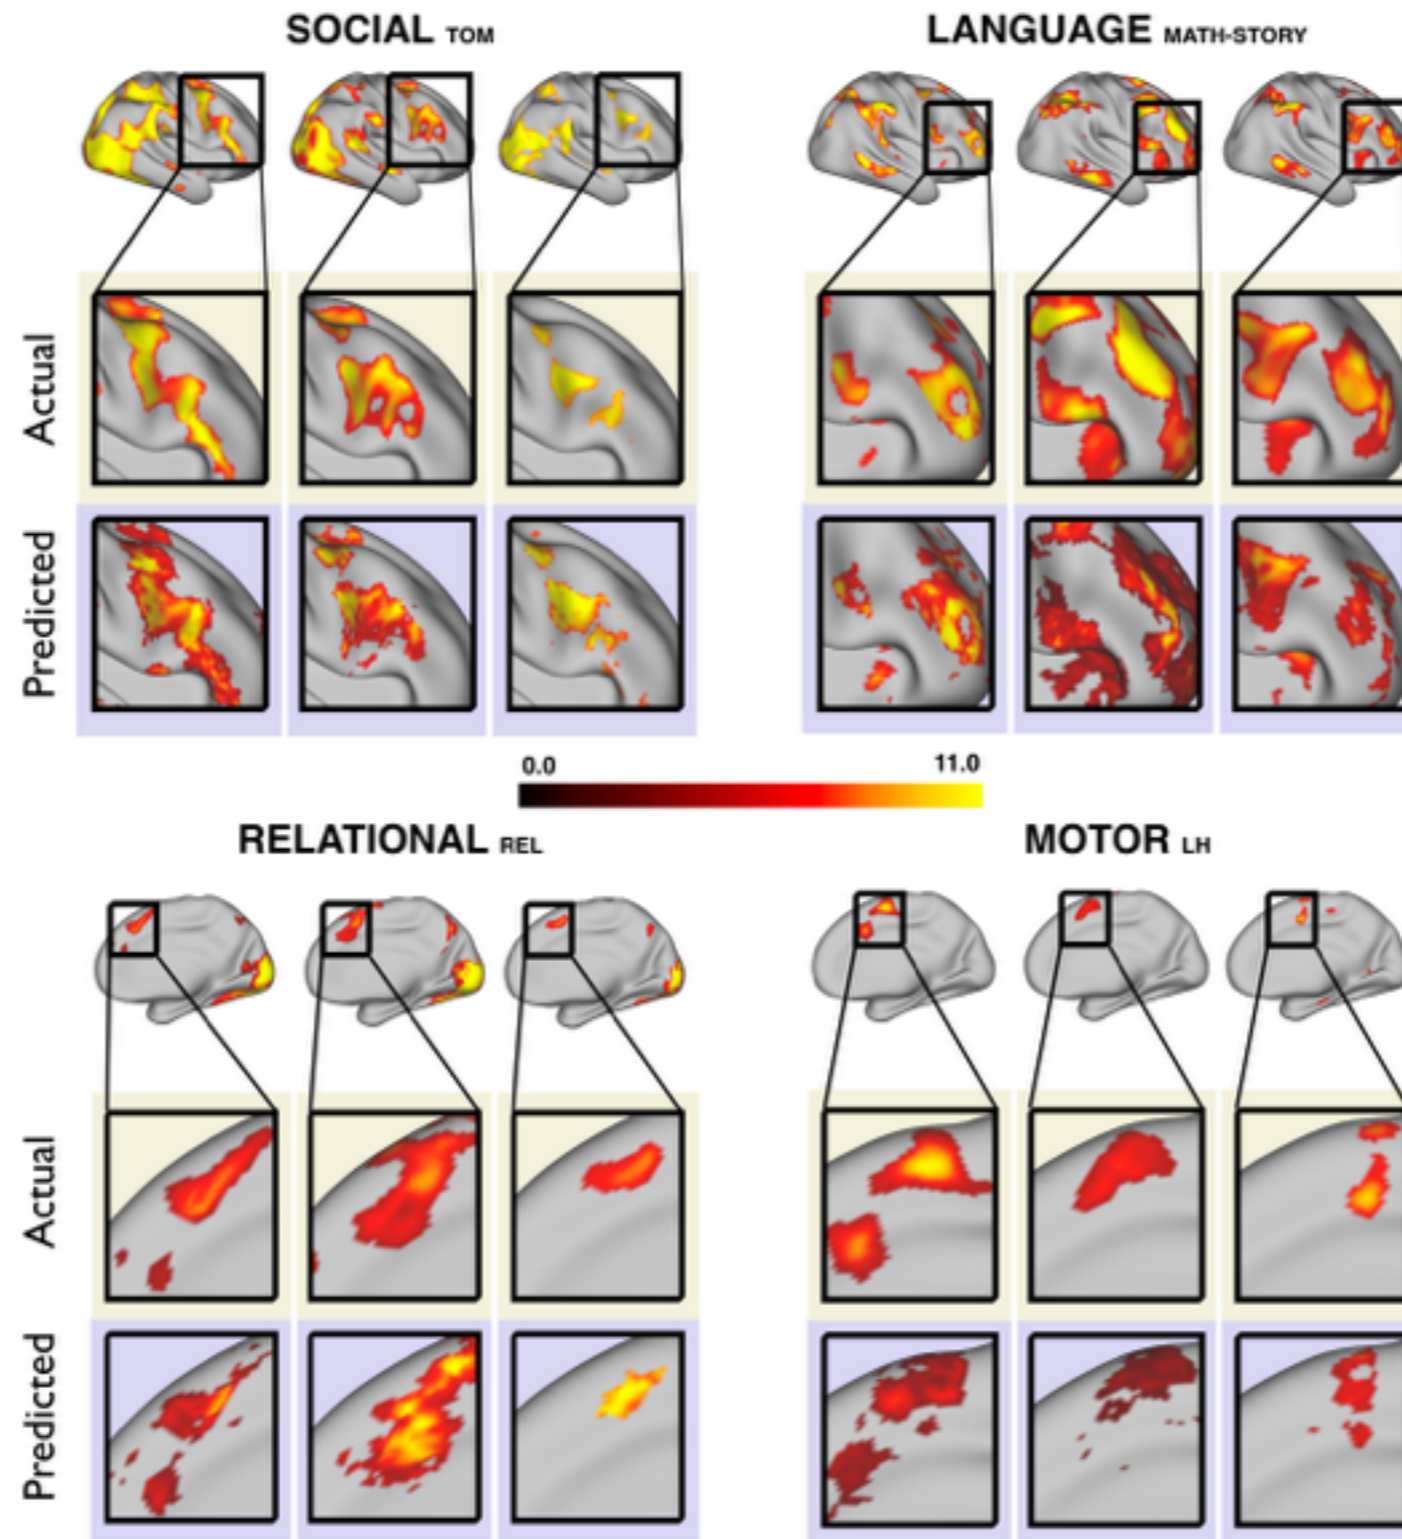 SOCIAL TOM
LANGUAGE MATH-STORY
Actual
Predicted
0.0 11.0
RELATIONAL REL
MOTOR LH
Actual
Predicted